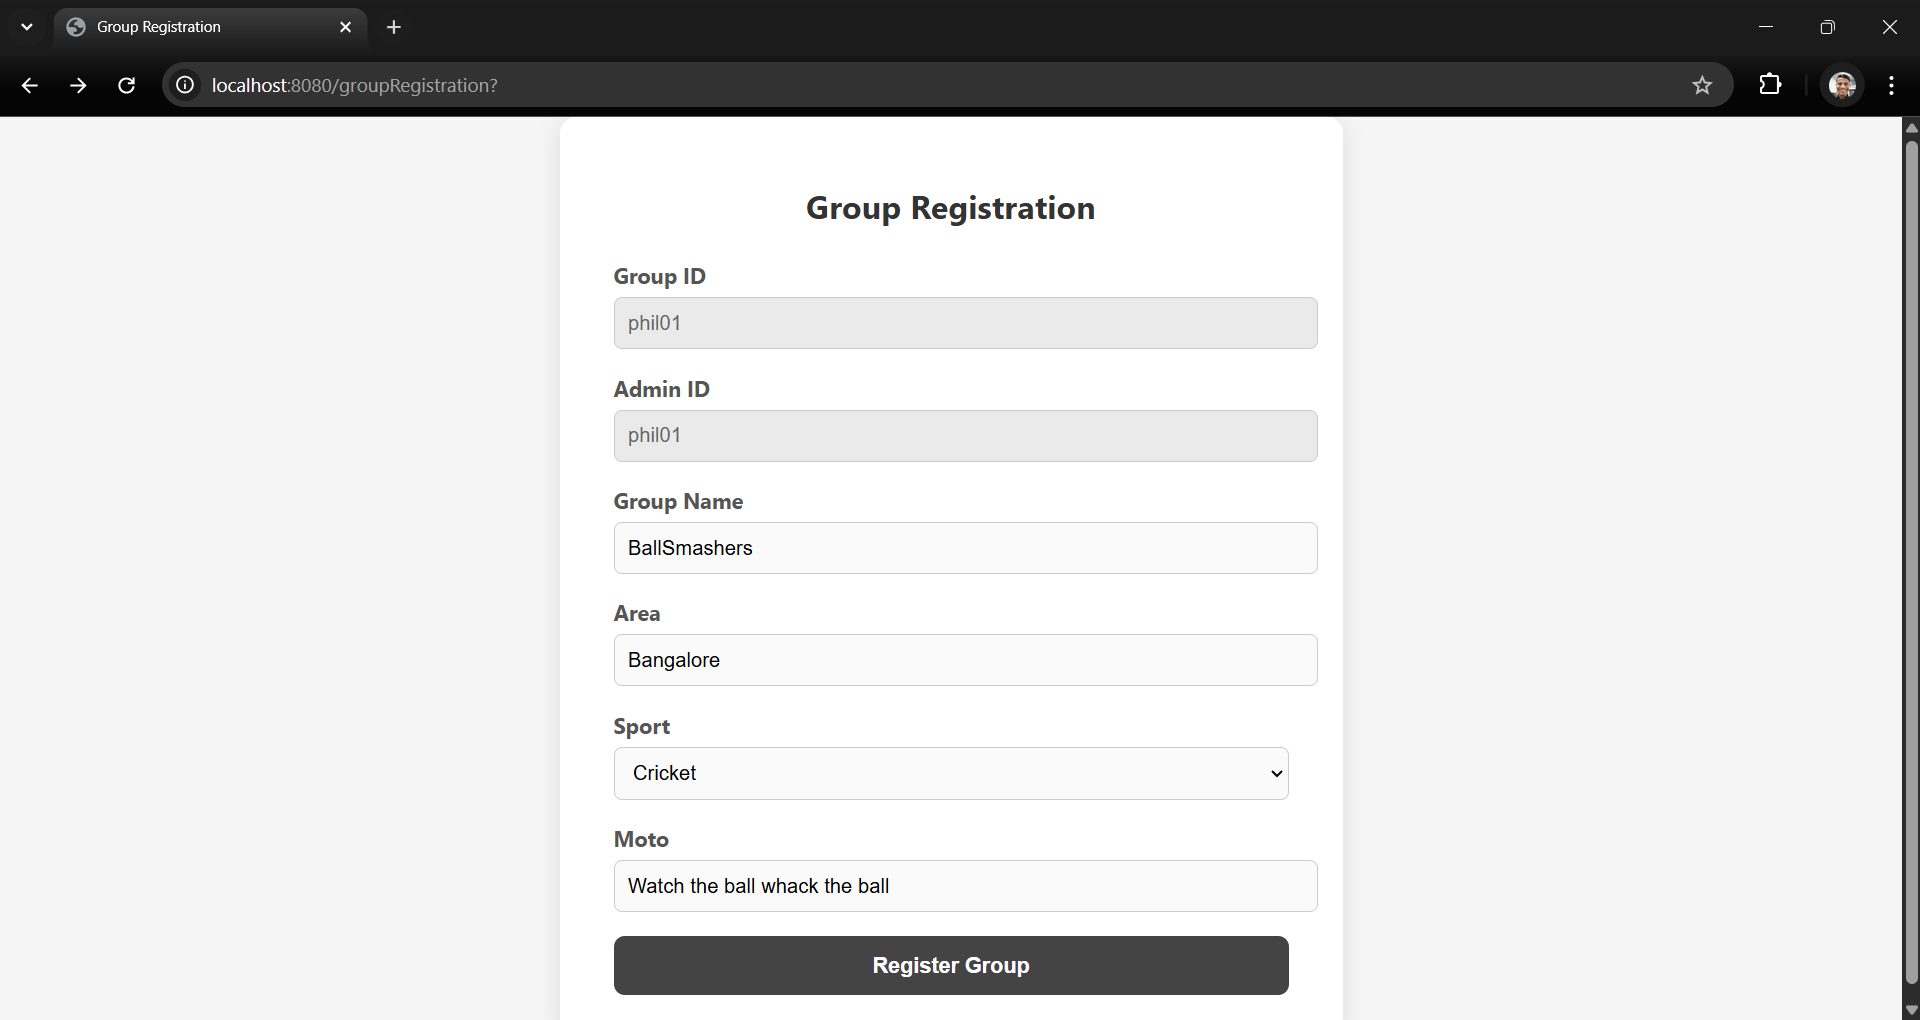 Group Registration
localhost:8080/groupRegistration?
Group Registration
Group ID
phil01
Admin ID
phil01
Group Name
BallSmashers
Area
Bangalore
Sport
Cricket
Moto
Watch the ball whack the ball
Register Group